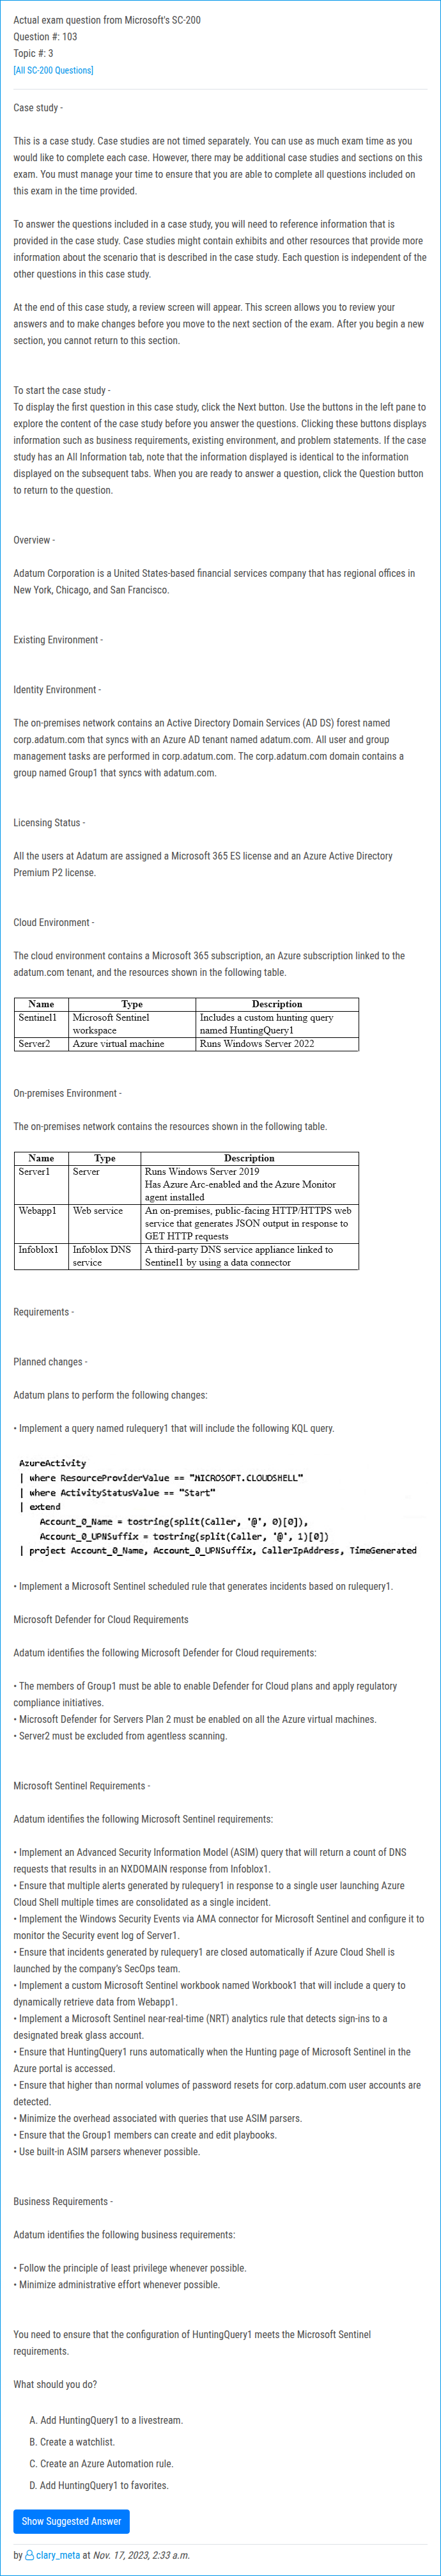 Actual exam question from Microsoft's SC-200
Question #: 103
Topic #: 3
[All SC-200 Questions]
Case study -
This is a case study. Case studies are not timed separately. You can use as much exam time as you
would like to complete each case. However, there may be additional case studies and sections on this
exam. You must manage your time to ensure that you are able to complete all questions included on
this exam in the time provided.
To answer the questions included in a case study, you will need to reference information that is
provided in the case study. Case studies might contain exhibits and other resources that provide more
information about the scenario that is described in the case study. Each question is independent of the
other questions in this case study.
At the end of this case study, a review screen will appear. This screen allows you to review your
answers and to make changes before you move to the next section of the exam. After you begin a new
section, you cannot return to this section.
To start the case study -
To display the first question in this case study, click the Next button. Use the buttons in the left pane to
explore the content of the case study before you answer the questions. Clicking these buttons displays
information such as business requirements, existing environment, and problem statements. If the case
study has an All Information tab, note that the information displayed is identical to the information
displayed on the subsequent tabs. When you are ready to answer a question, click the Question button
to return to the question.
Overview -
Adatum Corporation is a United States-based financial services company that has regional offices in
New York, Chicago, and San Francisco.
Existing Environment -
Identity Environment -
The on-premises network contains an Active Directory Domain Services (AD DS) forest named
corp.adatum.com that syncs with an Azure AD tenant named adatum.com. All user and group
management tasks are performed in corp.adatum.com. The corp.adatum.com domain contains a
group named Group1 that syncs with adatum.com.
Licensing Status -
All the users at Adatum are assigned a Microsoft 365 ES license and an Azure Active Directory
Premium P2 license.
Cloud Environment -
The cloud environment contains a Microsoft 365 subscription, an Azure subscription linked to the
adatum.com tenant, and the resources shown in the following table.
Name Type Description
Sentinel1 Microsoft Sentinel workspace Includes a custom hunting query named HuntingQuery1
Server2 Azure virtual machine Runs Windows Server 2022
On-premises Environment -
The on-premises network contains the resources shown in the following table.
Name Type Description
Server1 Server Runs Windows Server 2019
Has Azure Arc-enabled and the Azure Monitor
agent installed
Webapp1 Web service An on-premises, public-facing HTTP/HTTPS web
service that generates JSON output in response to
GET HTTP requests
Infoblox1 Infoblox DNS service A third-party DNS service appliance linked to
Sentinel1 by using a data connector
Requirements -
Planned changes -
Adatum plans to perform the following changes:
• Implement a query named rulequery1 that will include the following KQL query.
AzureActivity
| where ResourceProviderValue == "MICROSOFT.CLOUDSHELL"
| where ActivityStatusValue == "Start"
| extend
Account_0_Name = tostring(split(Caller, '@', 0)[0]),
Account_0_UPNSuffix = tostring(split(Caller, '@', 1)[0])
| project Account_0_Name, Account_0_UPNSuffix, CallerIpAddress, TimeGenerated
• Implement a Microsoft Sentinel scheduled rule that generates incidents based on rulequery1.
Microsoft Defender for Cloud Requirements
Adatum identifies the following Microsoft Defender for Cloud requirements:
• The members of Group1 must be able to enable Defender for Cloud plans and apply regulatory
compliance initiatives.
• Microsoft Defender for Servers Plan 2 must be enabled on all the Azure virtual machines.
• Server2 must be excluded from agentless scanning.
Microsoft Sentinel Requirements -
Adatum identifies the following Microsoft Sentinel requirements:
• Implement an Advanced Security Information Model (ASIM) query that will return a count of DNS
requests that results in an NXDOMAIN response from Infoblox1.
• Ensure that multiple alerts generated by rulequery1 in response to a single user launching Azure
Cloud Shell multiple times are consolidated as a single incident.
• Implement the Windows Security Events via AMA connector for Microsoft Sentinel and configure it to
monitor the Security event log of Server1.
• Ensure that incidents generated by rulequery1 are closed automatically if Azure Cloud Shell is
launched by the company's SecOps team.
• Implement a custom Microsoft Sentinel workbook named Workbook1 that will include a query to
dynamically retrieve data from Webapp1.
• Implement a Microsoft Sentinel near-real-time (NRT) analytics rule that detects sign-ins to a
designated break glass account.
• Ensure that HuntingQuery1 runs automatically when the Hunting page of Microsoft Sentinel in the
Azure portal is accessed.
• Ensure that higher than normal volumes of password resets for corp.adatum.com user accounts are
detected.
• Minimize the overhead associated with queries that use ASIM parsers.
• Ensure that the Group1 members can create and edit playbooks.
• Use built-in ASIM parsers whenever possible.
Business Requirements -
Adatum identifies the following business requirements:
• Follow the principle of least privilege whenever possible.
• Minimize administrative effort whenever possible.
You need to ensure that the configuration of HuntingQuery1 meets the Microsoft Sentinel
requirements.
What should you do?
A. Add HuntingQuery1 to a livestream.
B. Create a watchlist.
C. Create an Azure Automation rule.
D. Add HuntingQuery1 to favorites.
Show Suggested Answer
by clary_meta at Nov. 17, 2023, 2:33 a.m.